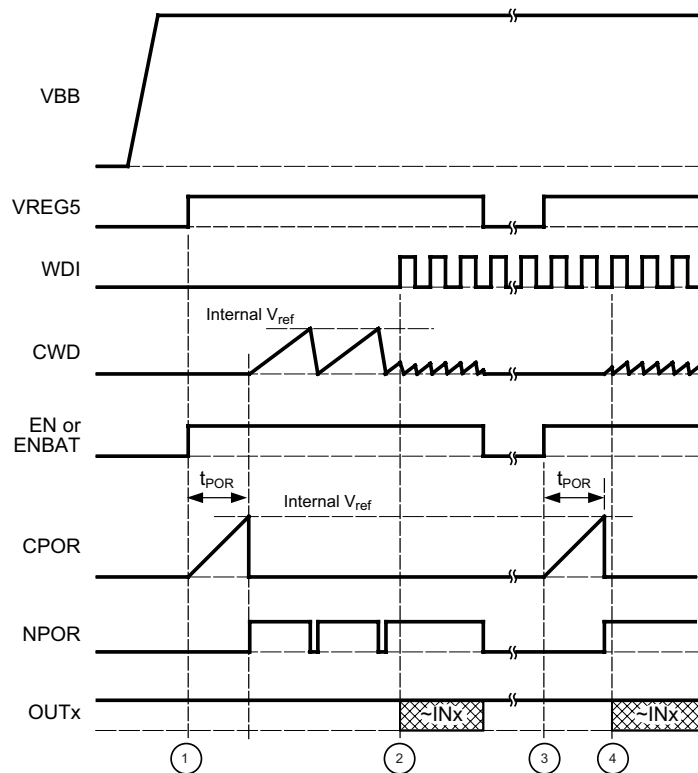 VBB
VREG5
WDI
Internal Vref
CWD
EN or
ENBAT
tPOR
tPOR
Internal Vref
CPOR
NPOR
~INx
~INx
OUTx
1
2
3
4